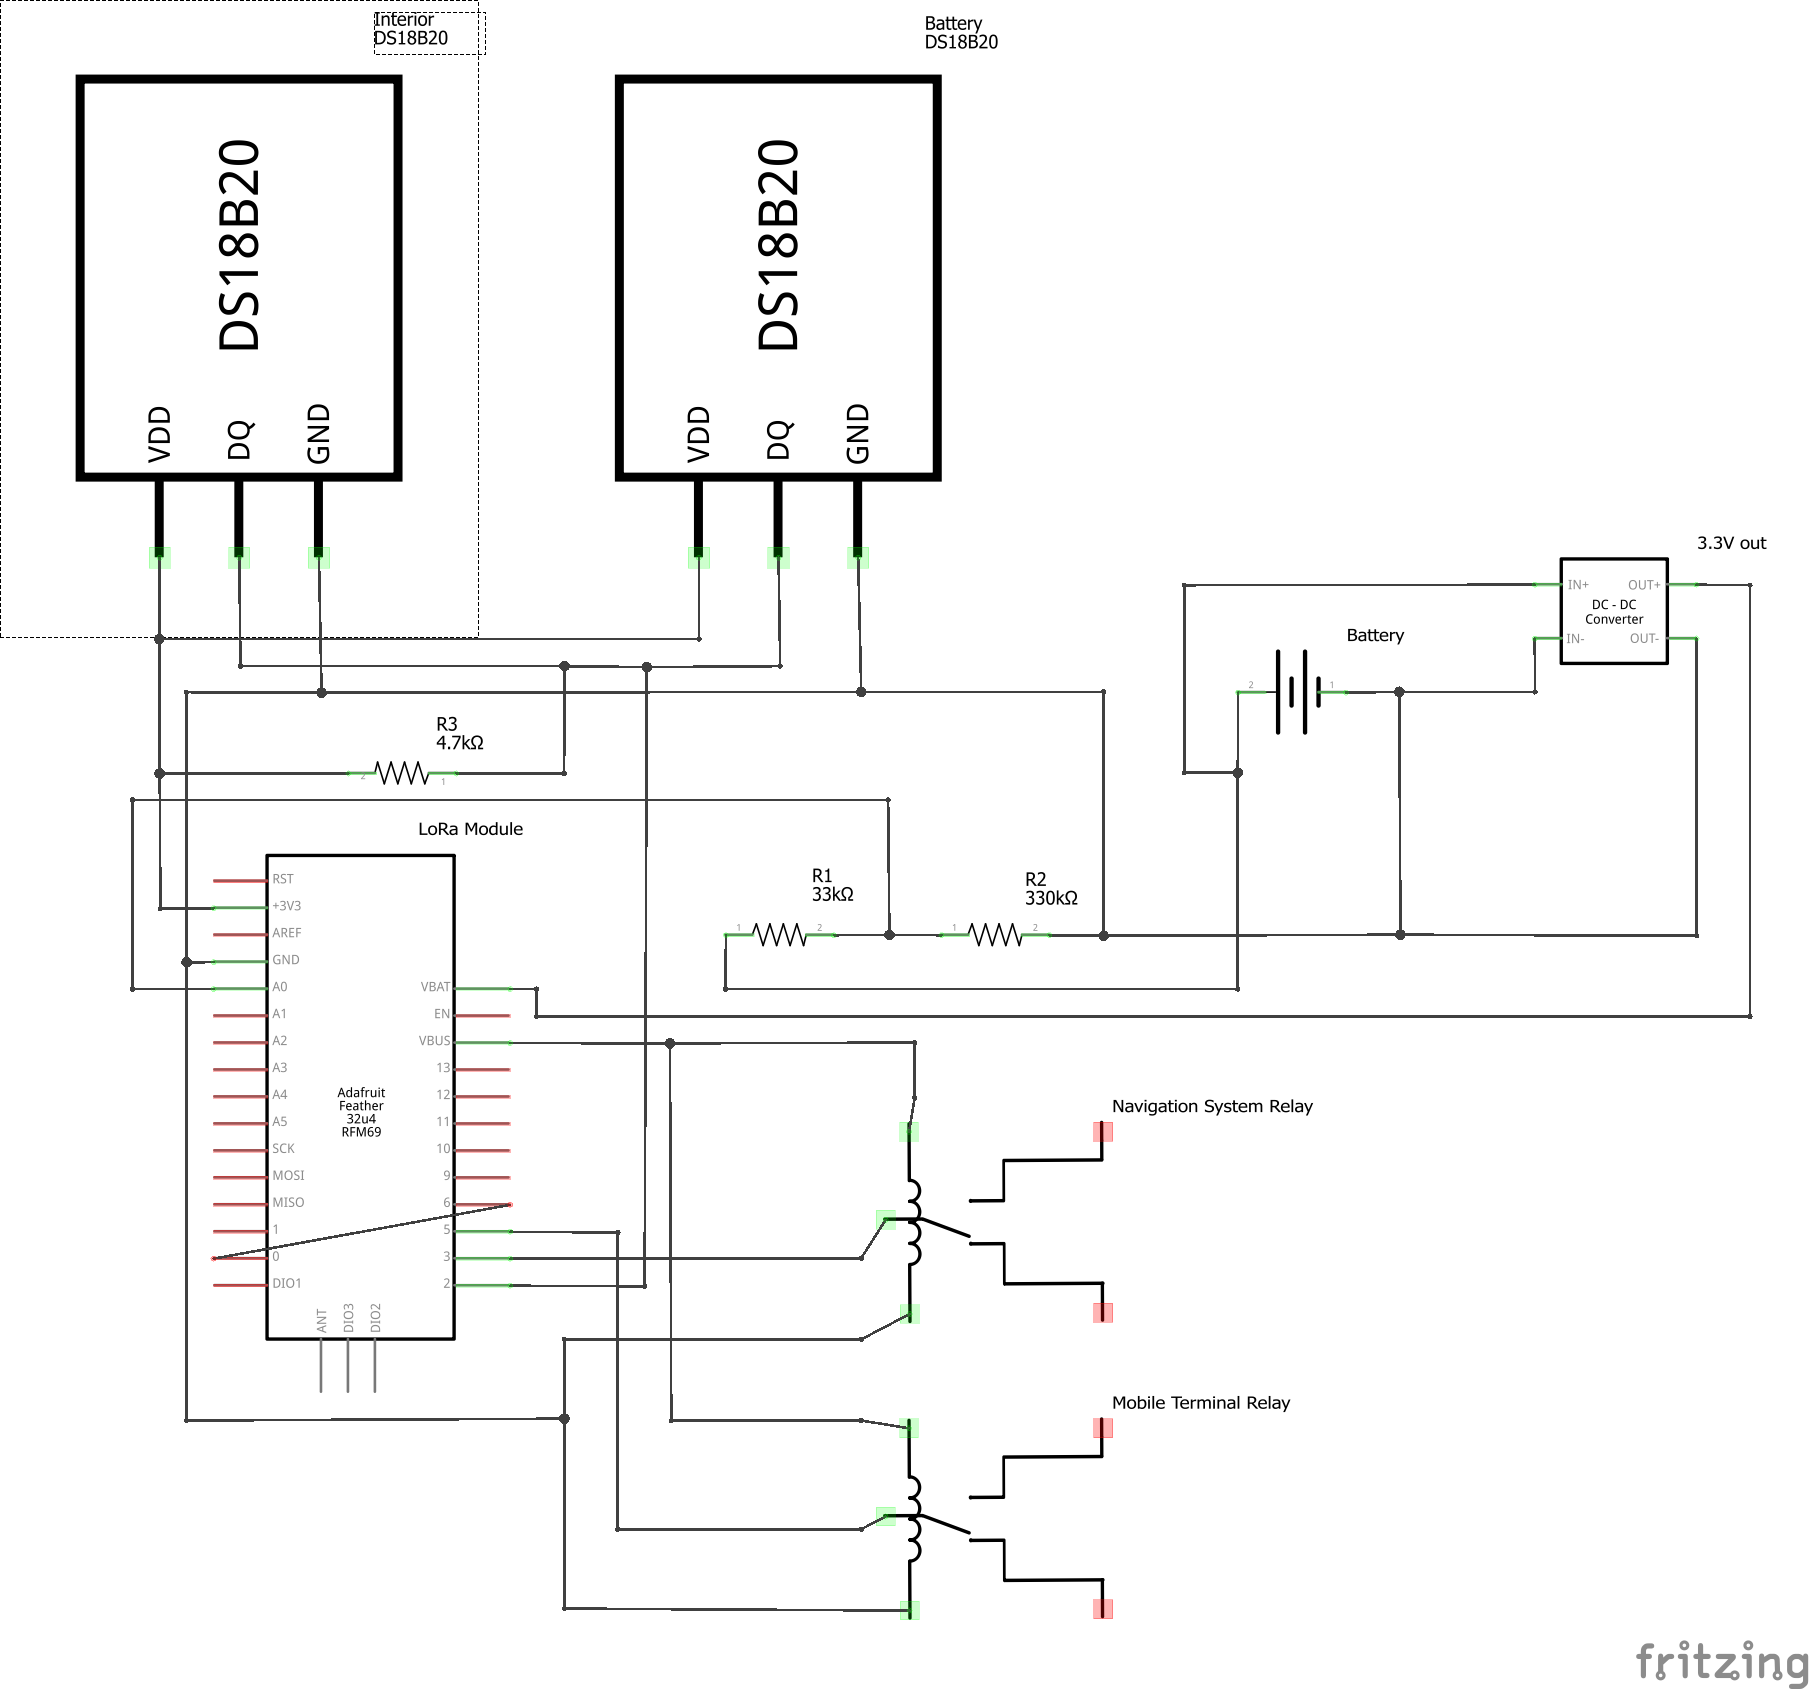 Interior
DS18B20
Battery
DS18B20
DS18B20
VDD
DQ
GND
DS18B20
VDD
DQ
GND
3.3V out
IN+
OUT+
DC - DC
Converter
IN-
OUT-
Battery
2
1
R3
4.7kΩ
2
1
LoRa Module
R1
33kΩ
1
2
R2
330kΩ
1
2
RST
+3V3
AREF
GND
A0
A1
A2
A3
A4
A5
SCK
MOSI
MISO
1
0
DIO1
VBAT
EN
VBUS
13
12
11
10
9
6
5
3
2
Adafruit
Feather
32u4
RFM69
ANT
DIO3
DIO2
Navigation System Relay
Mobile Terminal Relay
fritzing